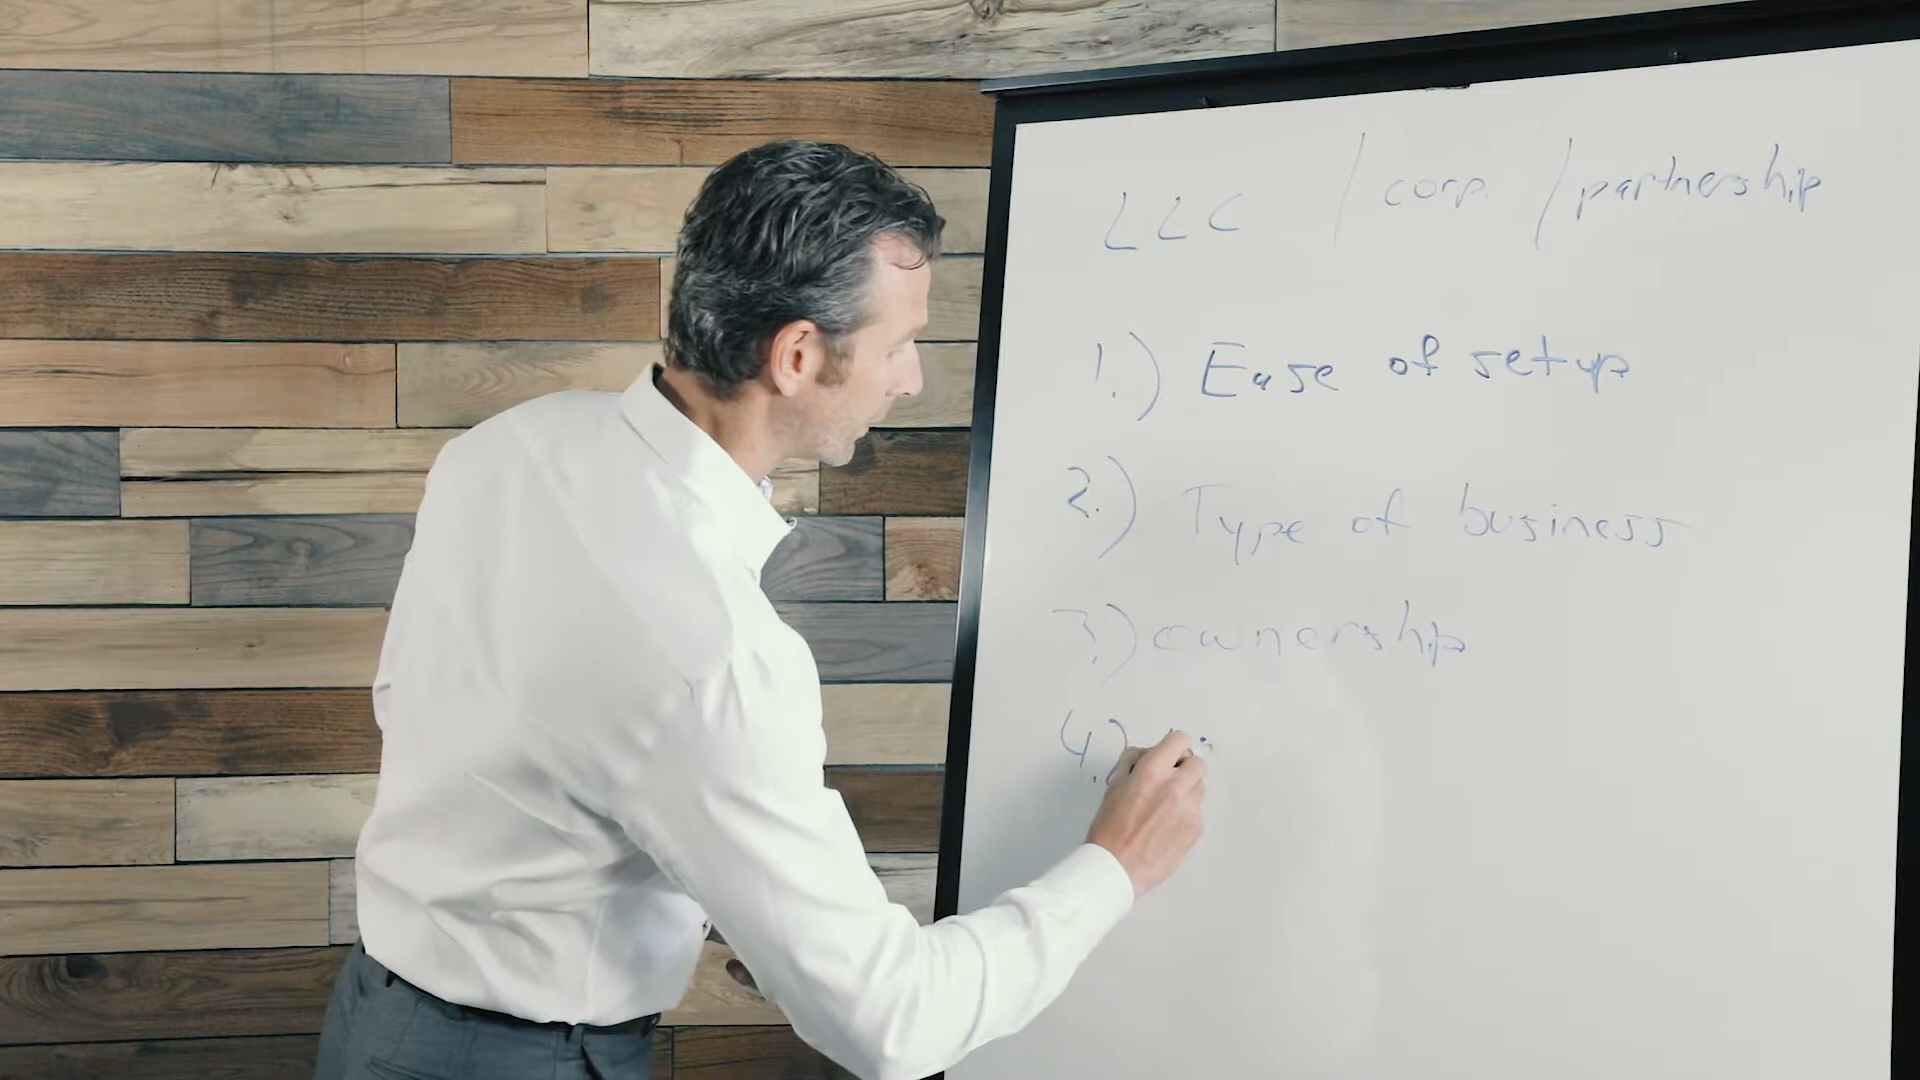 LLC / corp. / partnership
1.) Ease of setup
2.) Type of business
3.) ownership
4.)